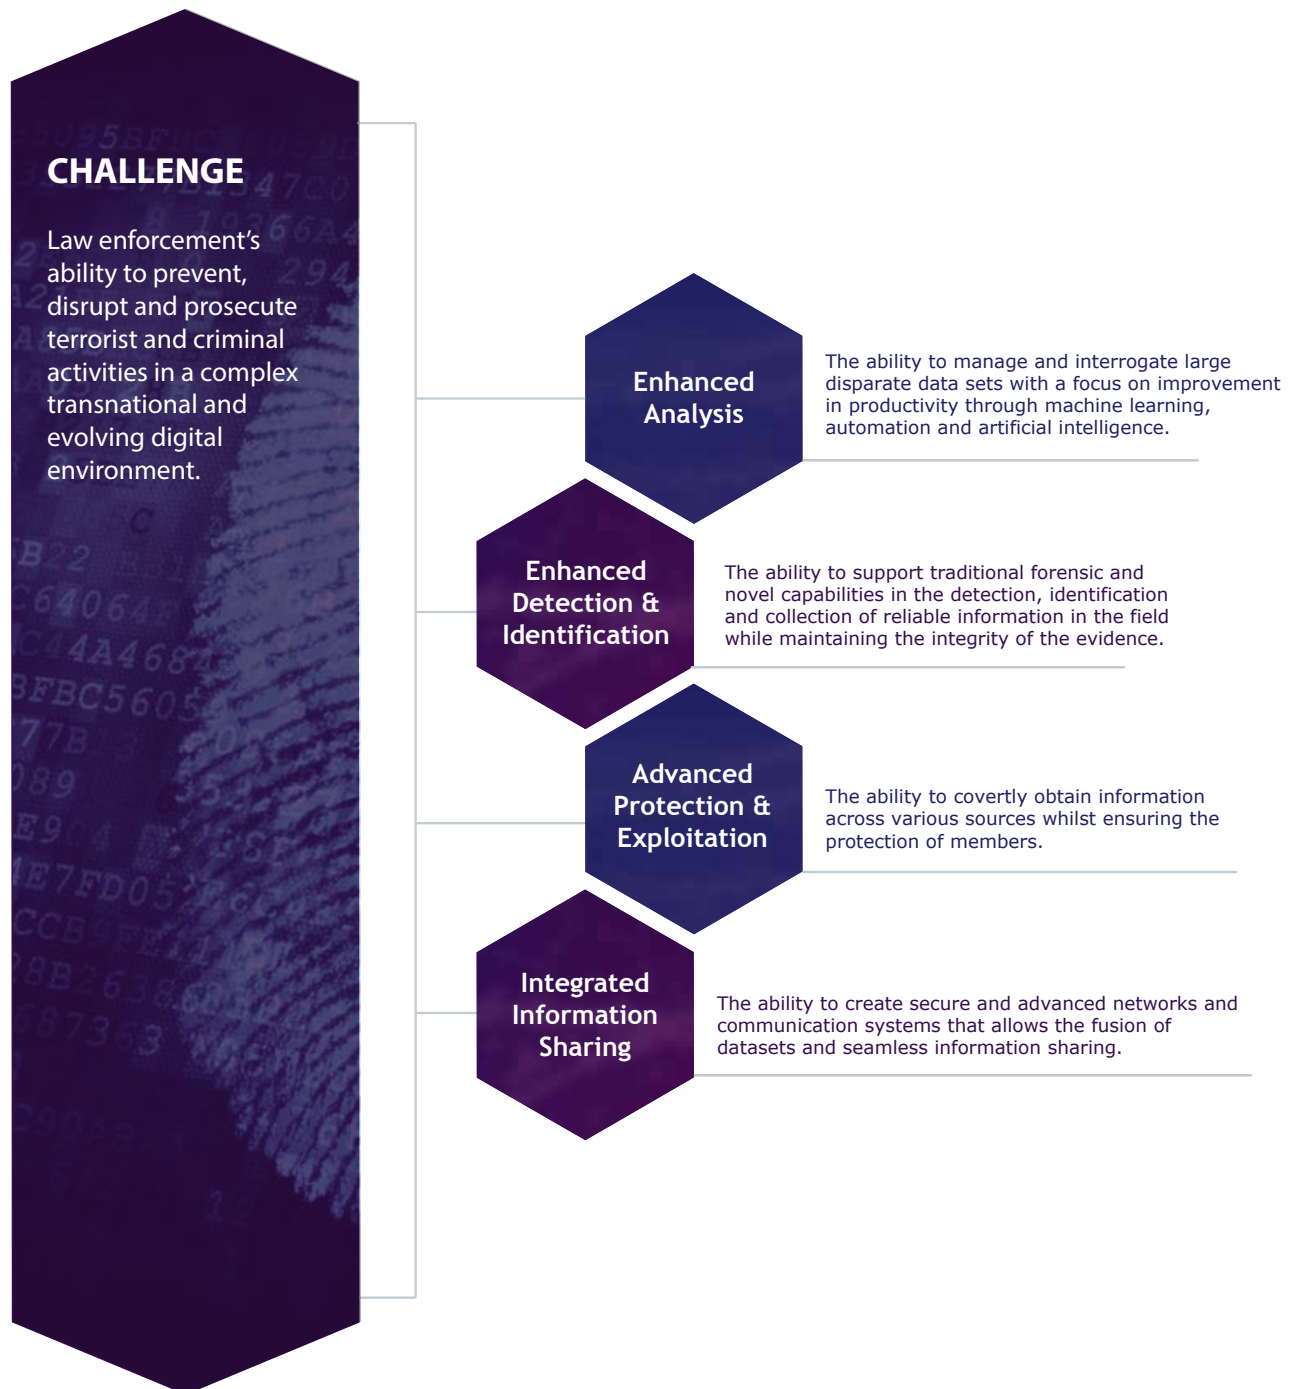 CHALLENGE
Law enforcement's
ability to prevent,
disrupt and prosecute
terrorist and criminal
activities in a complex
transnational and
evolving digital
environment.
Enhanced
Analysis
The ability to manage and interrogate large
disparate data sets with a focus on improvement
in productivity through machine learning,
automation and artificial intelligence.
Enhanced
Detection &
Identification
The ability to support traditional forensic and
novel capabilities in the detection, identification
and collection of reliable information in the field
while maintaining the integrity of the evidence.
Advanced
Protection &
Exploitation
The ability to covertly obtain information
across various sources whilst ensuring the
protection of members.
Integrated
Information
Sharing
The ability to create secure and advanced networks and
communication systems that allows the fusion of
datasets and seamless information sharing.